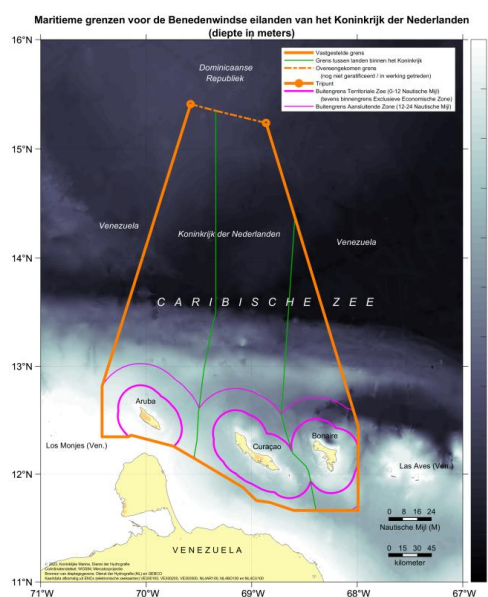 Maritieme grenzen voor de Benedenwindse eilanden van het Koninkrijk der Nederlanden
(diepte in meters)
Vastgestelde grens
Grens tussen landen binnen het Koninkrijk
Overeengekomen grens
(nog niet geratificeerd / in werking getreden)
Tripunt
Buitengrens Territoriale Zee (0-12 Nautische Mijl)
(tevens binnengrens Exclusieve Economische Zone)
Buitengrens Aansluitende Zone (12-24 Nautische Mijl)
16°N
Dominicaanse
Republiek
15°N
Venezuela
Koninkrijk der Nederlanden
Venezuela
14°N
CARIBISCHE ZEE
13°N
Aruba
Bonaire
Curaçao
Los Monjes (Ven.)
Las Aves (Ven.)
12°N
0 8 16 24
Nautische Mijl (M)
0 15 30 45
kilometer
VENEZUELA
11°N
71°W 70°W 69°W 68°W 67°W